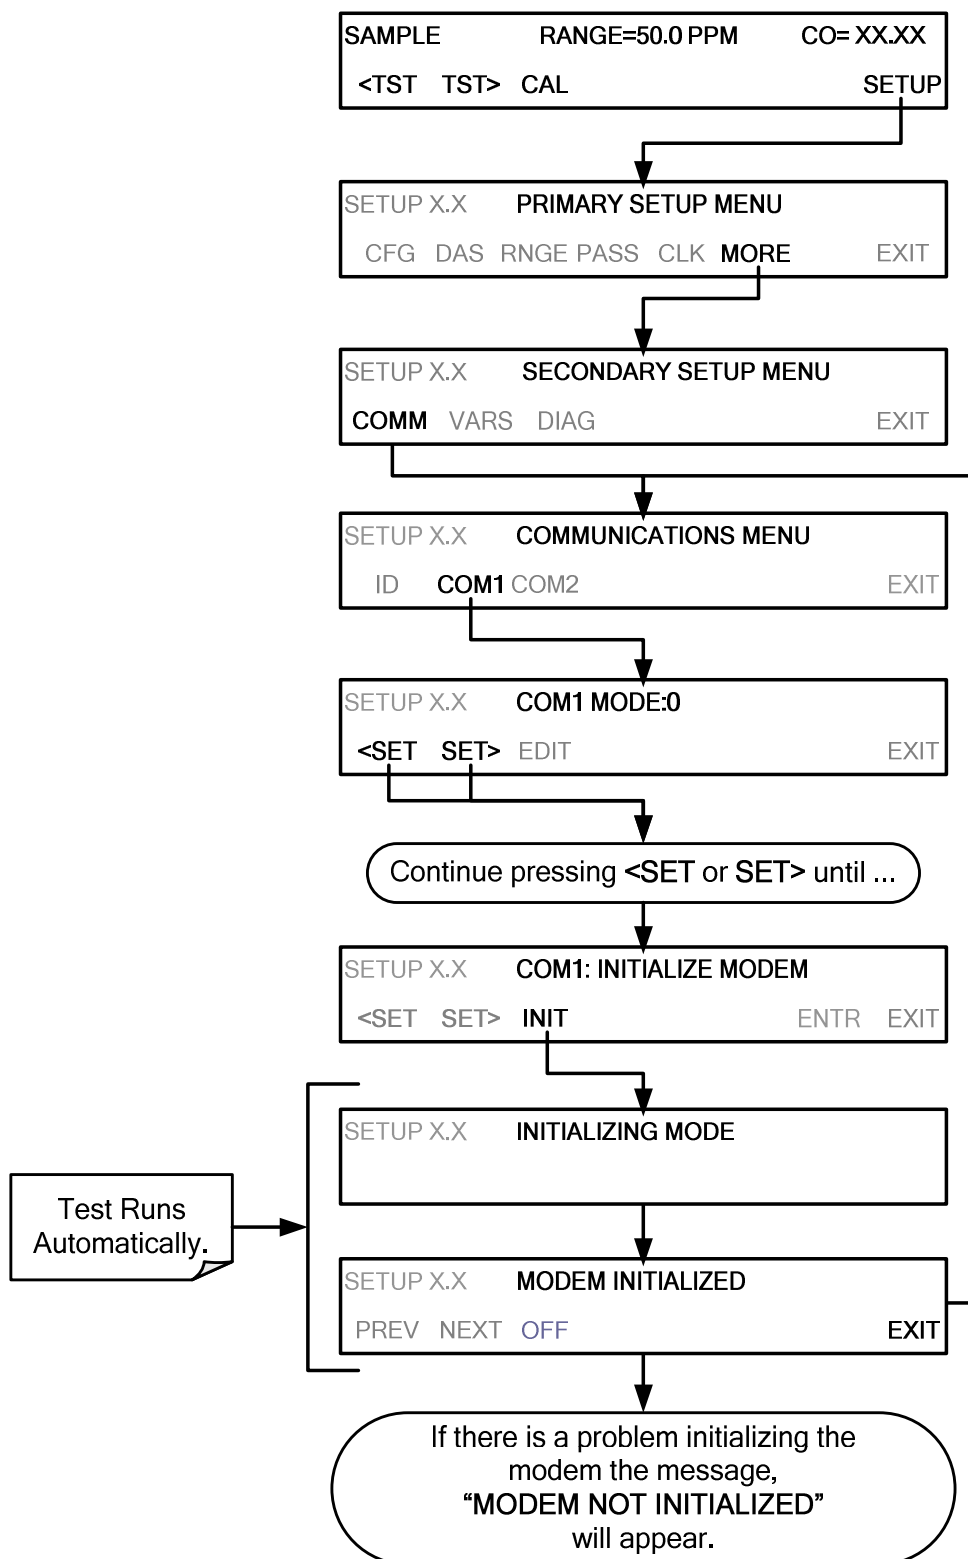 SAMPLE RANGE=50.0 PPM CO= XX.XX
<TST TST> CAL SETUP
SETUP X.X PRIMARY SETUP MENU
CFG DAS RNGE PASS CLK MORE EXIT
SETUP X.X SECONDARY SETUP MENU
COMM VARS DIAG EXIT
SETUP X.X COMMUNICATIONS MENU
ID COM1 COM2 EXIT
SETUP X.X COM1 MODE:0
<SET SET> EDIT EXIT
Continue pressing <SET or SET> until ...
SETUP X.X COM1: INITIALIZE MODEM
<SET SET> INIT ENTR EXIT
SETUP X.X INITIALIZING MODE
Test Runs
Automatically.
SETUP X.X MODEM INITIALIZED
PREV NEXT OFF EXIT
If there is a problem initializing the
modem the message,
“MODEM NOT INITIALIZED”
will appear.